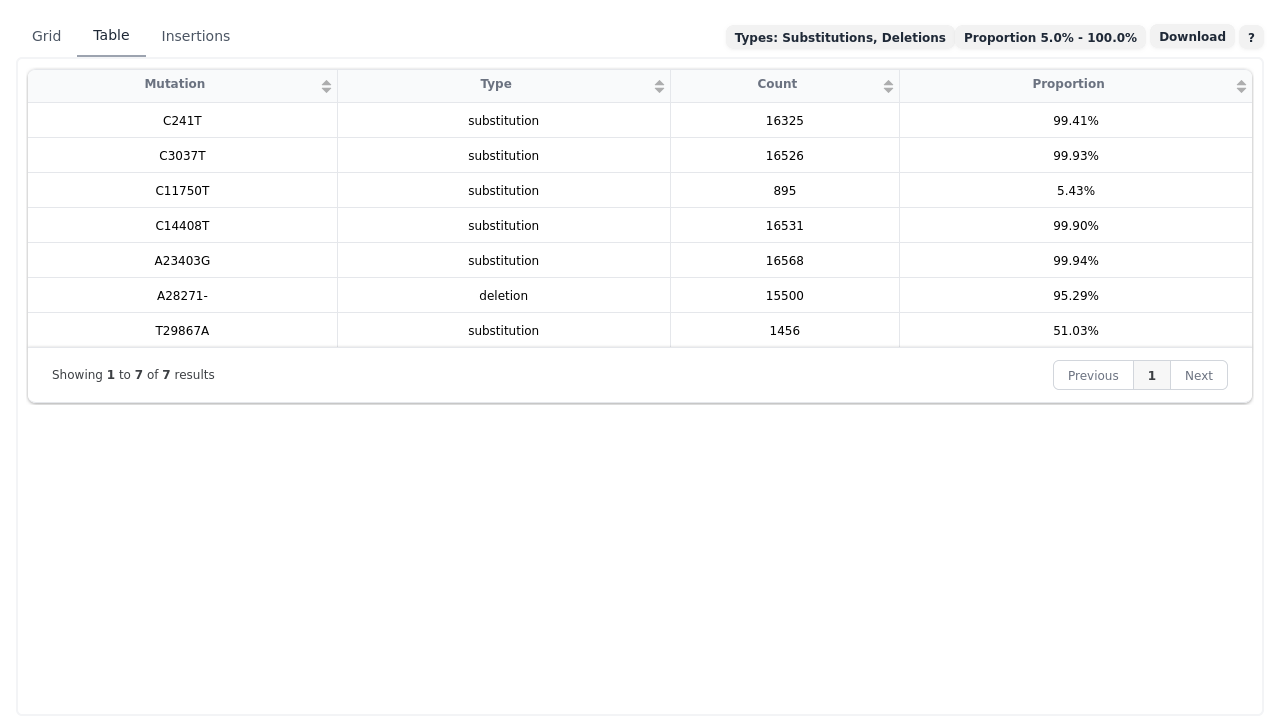 Grid Table Insertions Types: Substitutions, Deletions Proportion 5.0% - 100.0% Download ?
Mutation Type Count Proportion
C241T substitution 16325 99.41%
C3037T substitution 16526 99.93%
C11750T substitution 895 5.43%
C14408T substitution 16531 99.90%
A23403G substitution 16568 99.94%
A28271- deletion 15500 95.29%
T29867A substitution 1456 51.03%
Showing 1 to 7 of 7 results Previous 1 Next